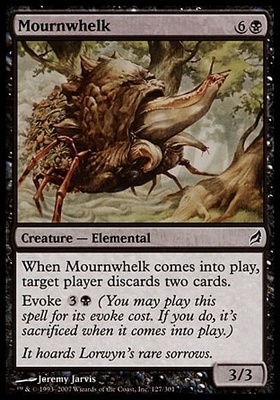 Mournwhelk 6
Creature — Elemental
When Mournwhelk comes into play,
target player discards two cards.
Evoke 3 (You may play this
spell for its evoke cost. If you do, it's
sacrificed when it comes into play.)
It hoards Lorwyn's rare sorrows.
Jeremy Jarvis
3/3
™ & © 1993–2007 Wizards of the Coast, Inc. 127/301